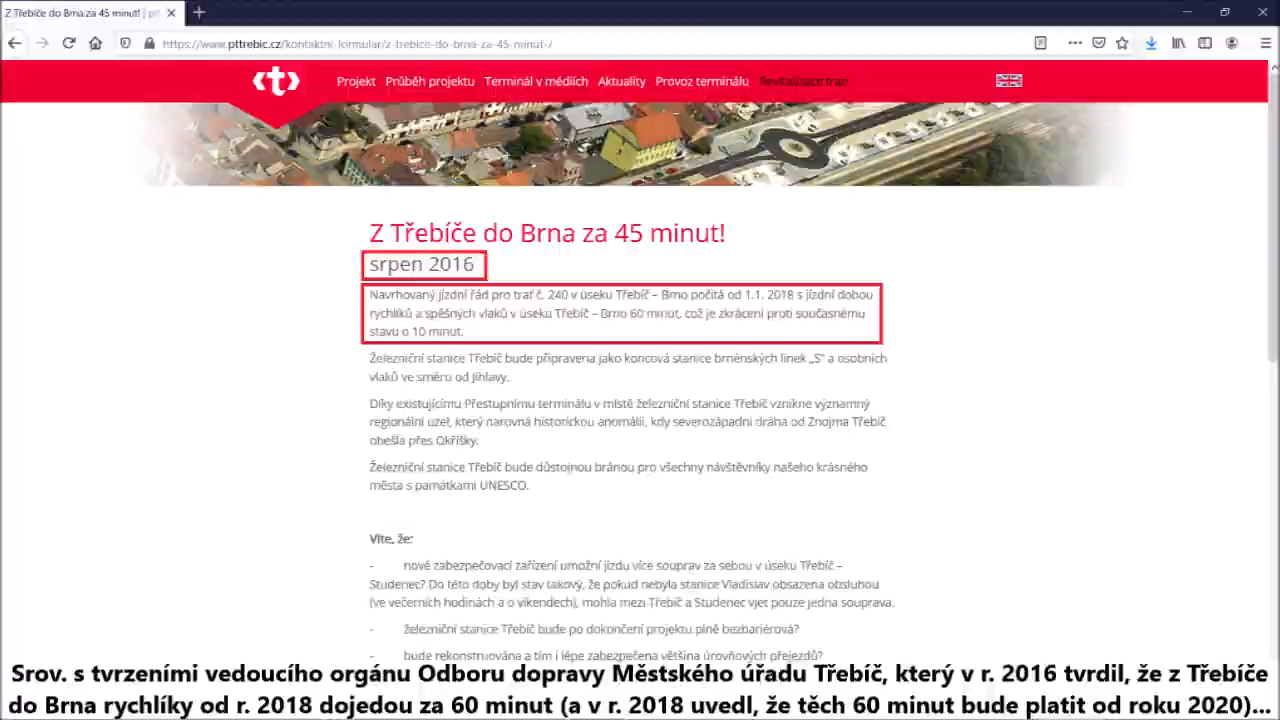 Z Třebíče do Brna za 45 minut!
https://www.pttrebic.cz/kontaktni-formular/z-trebice-do-brna-za-45-minut-/
Projekt Průběh projektu Terminál v médiích Aktuality Provoz terminálu Revitalisace trati
Z Třebíče do Brna za 45 minut!
srpen 2016
Navrhovaný jízdní řád pro trať č. 240 v úseku Třebíč – Brno počítá od 1.1. 2018 s jízdní dobou
rychlíků a spěšných vlaků v úseku Třebíč – Brno 60 minut, což je zkrácení proti současnému
stavu o 10 minut.
Železniční stanice Třebíč bude připravena jako koncová stanice brněnských linek „S" a osobních
vlaků ve směru od Jihlavy.
Díky existujícímu Přestupnímu terminálu v místě železniční stanice Třebíč vznikne významný
regionální uzel, který narovná historickou anomálii, kdy severozápadní dráha od Znojma Třebíč
obešla přes Okříšky.
Železniční stanice Třebíč bude důstojnou bránou pro všechny návštěvníky našeho krásného
města s památkami UNESCO.
Víte, že:
- nové zabezpečovací zařízení umožní jízdu více souprav za sebou v úseku Třebíč –
Studenec? Do této doby byl stav takový, že pokud nebyla stanice Vladislav obsazena obsluhou
(ve večerních hodinách a o víkendech), mohla mezi Třebíč a Studenec vjet pouze jedna souprava.
- železniční stanice Třebíč bude po dokončení projektu plně bezbariérová?
- bude rekonstruována a tím i lépe zabezpečena většina úrovňových přejezdů?
Srov. s tvrzeními vedoucího orgánu Odboru dopravy Městského úřadu Třebíč, který v r. 2016 tvrdil, že z Třebíče
do Brna rychlíky od r. 2018 dojedou za 60 minut (a v r. 2018 uvedl, že těch 60 minut bude platit od roku 2020)...